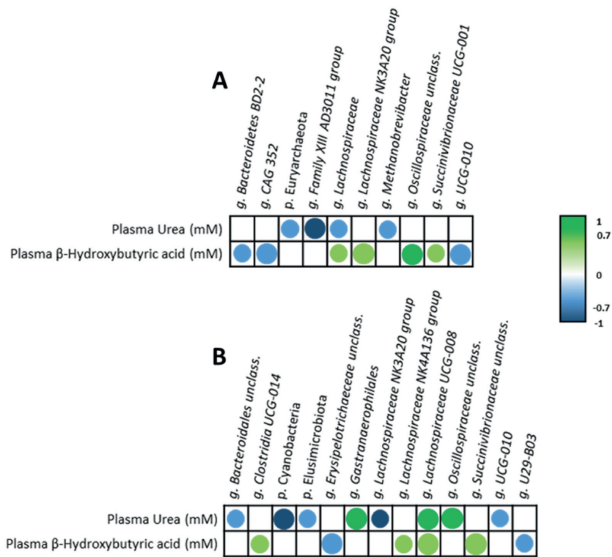 A
g. Bacteroidetes BD2-2
g. CAG 352
p. Euryarchaeota
g. Family XIII AD3011 group
g. Lachnospiraceae
g. Lachnospiraceae NK3A20 group
g. Methanobrevibacter
g. Oscillospiraceae unclass.
g. Succinivibrionaceae UCG-001
g. UCG-010
Plasma Urea (mM)
Plasma β-Hydroxybutyric acid (mM)
1
0.7
0
-0.7
-1
B
g. Bacteroidales unclass.
g. Clostridia UCG-014
p. Cyanobacteria
p. Elusimicrobiota
g. Erysipelotrichaeceae unclass.
g. Gastranaerophilales
g. Lachnospiraceae NK3A20 group
g. Lachnospiraceae NK4A136 group
g. Lachnospiraceae UCG-008
g. Oscillospiraceae unclass.
g. Succinivibrionaceae unclass.
g. UCG-010
g. U29-B03
Plasma Urea (mM)
Plasma β-Hydroxybutyric acid (mM)